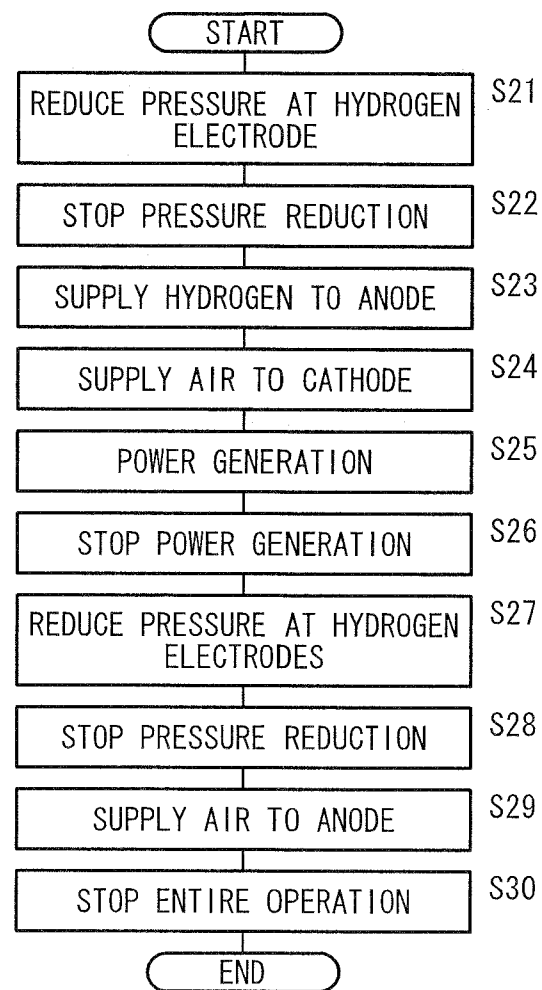 START
REDUCE PRESSURE AT HYDROGEN
ELECTRODE
S21
STOP PRESSURE REDUCTION
S22
SUPPLY HYDROGEN TO ANODE
S23
SUPPLY AIR TO CATHODE
S24
POWER GENERATION
S25
STOP POWER GENERATION
S26
REDUCE PRESSURE AT HYDROGEN
ELECTRODES
S27
STOP PRESSURE REDUCTION
S28
SUPPLY AIR TO ANODE
S29
STOP ENTIRE OPERATION
S30
END